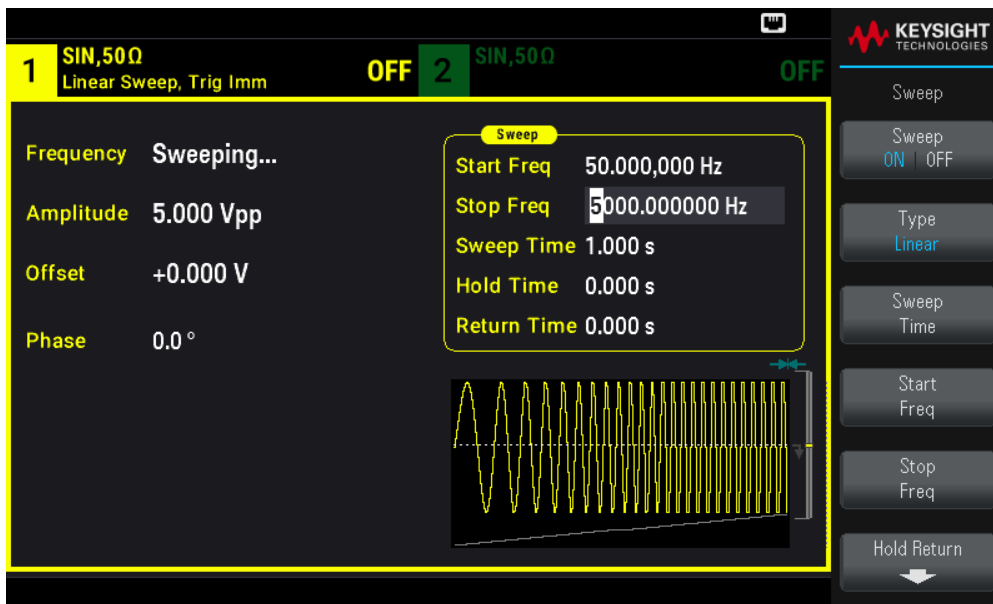 KEYSIGHT
TECHNOLOGIES
1
SIN,50Ω
Linear Sweep, Trig Imm
OFF
2
SIN,50Ω
OFF
Frequency Sweeping...
Amplitude 5.000 Vpp
Offset +0.000 V
Phase 0.0 °
Sweep
Start Freq 50.000,000 Hz
Stop Freq 5000.000000 Hz
Sweep Time 1.000 s
Hold Time 0.000 s
Return Time 0.000 s
Sweep
Sweep
ON | OFF
Type
Linear
Sweep
Time
Start
Freq
Stop
Freq
Hold Return